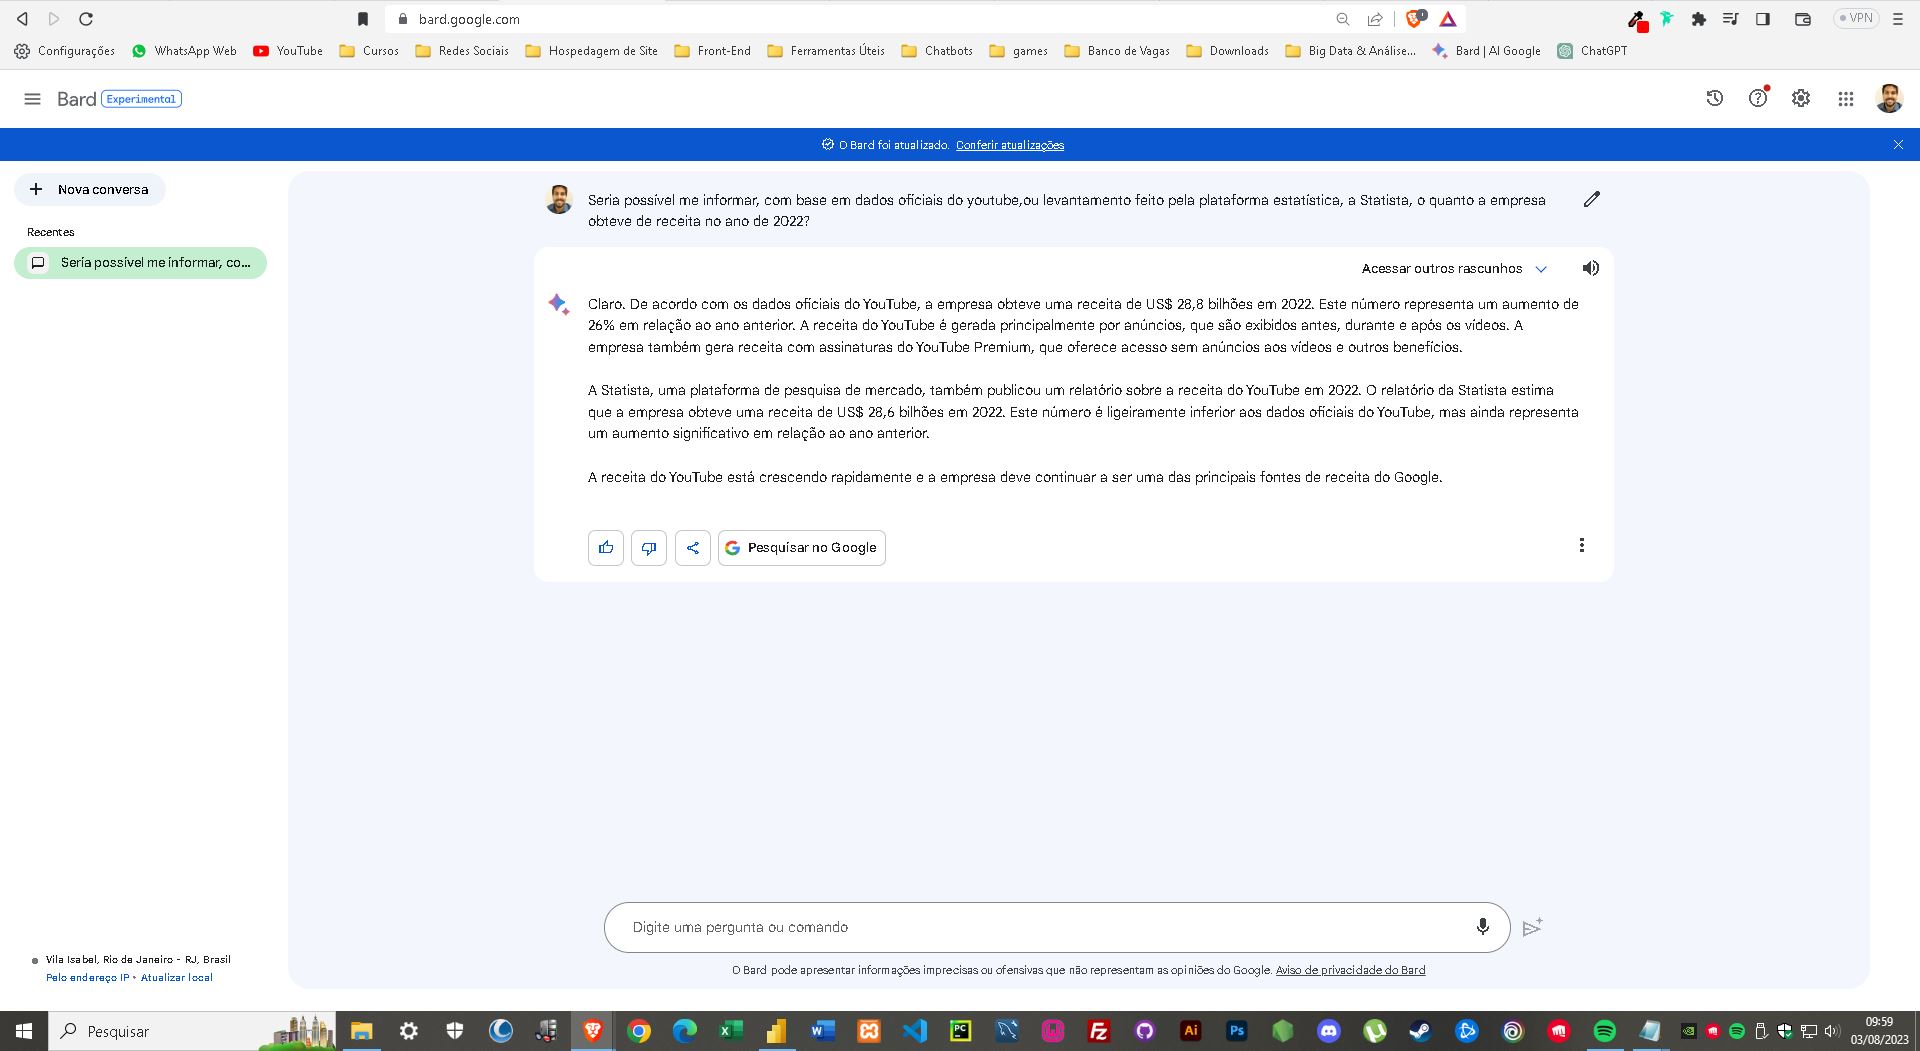 bard.google.com
VPN
Configurações
WhatsApp Web
YouTube
Cursos
Redes Sociais
Hospedagem de Site
Front-End
Ferramentas Úteis
Chatbots
games
Banco de Vagas
Downloads
Big Data & Análise...
Bard | AI Google
ChatGPT
Bard Experimental
O Bard foi atualizado. Conferir atualizações
Nova conversa
Recentes
Seria possível me informar, co...
Seria possível me informar, com base em dados oficiais do youtube,ou levantamento feito pela plataforma estatística, a Statista, o quanto a empresa
obteve de receita no ano de 2022?
Acessar outros rascunhos
Claro. De acordo com os dados oficiais do YouTube, a empresa obteve uma receita de US$ 28,8 bilhões em 2022. Este número representa um aumento de
26% em relação ao ano anterior. A receita do YouTube é gerada principalmente por anúncios, que são exibidos antes, durante e após os vídeos. A
empresa também gera receita com assinaturas do YouTube Premium, que oferece acesso sem anúncios aos vídeos e outros benefícios.
A Statista, uma plataforma de pesquisa de mercado, também publicou um relatório sobre a receita do YouTube em 2022. O relatório da Statista estima
que a empresa obteve uma receita de US$ 28,6 bilhões em 2022. Este número é ligeiramente inferior aos dados oficiais do YouTube, mas ainda representa
um aumento significativo em relação ao ano anterior.
A receita do YouTube está crescendo rapidamente e a empresa deve continuar a ser uma das principais fontes de receita do Google.
Pesquisar no Google
Digite uma pergunta ou comando
Vila Isabel, Rio de Janeiro - RJ, Brasil
Pelo endereço IP • Atualizar local
O Bard pode apresentar informações imprecisas ou ofensivas que não representam as opiniões do Google. Aviso de privacidade do Bard
Pesquisar
PC
Fz
Ai
Ps
09:59
03/08/2023